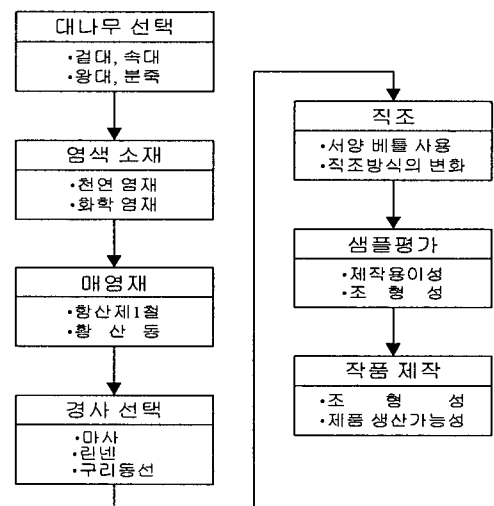 대나무 선택
•겉대, 속대
•왕대, 분죽
염색 소재
•천연 염재
•화학 염재
매염재
•황산제1철
•황 산 동
경사 선택
•마사
•린넨
•구리동선
직조
•서양 베틀 사용
•직조방식의 변화
샘플평가
•제작용이성
•조 형 성
작품 제작
•조 형 성
•제품 생산가능성